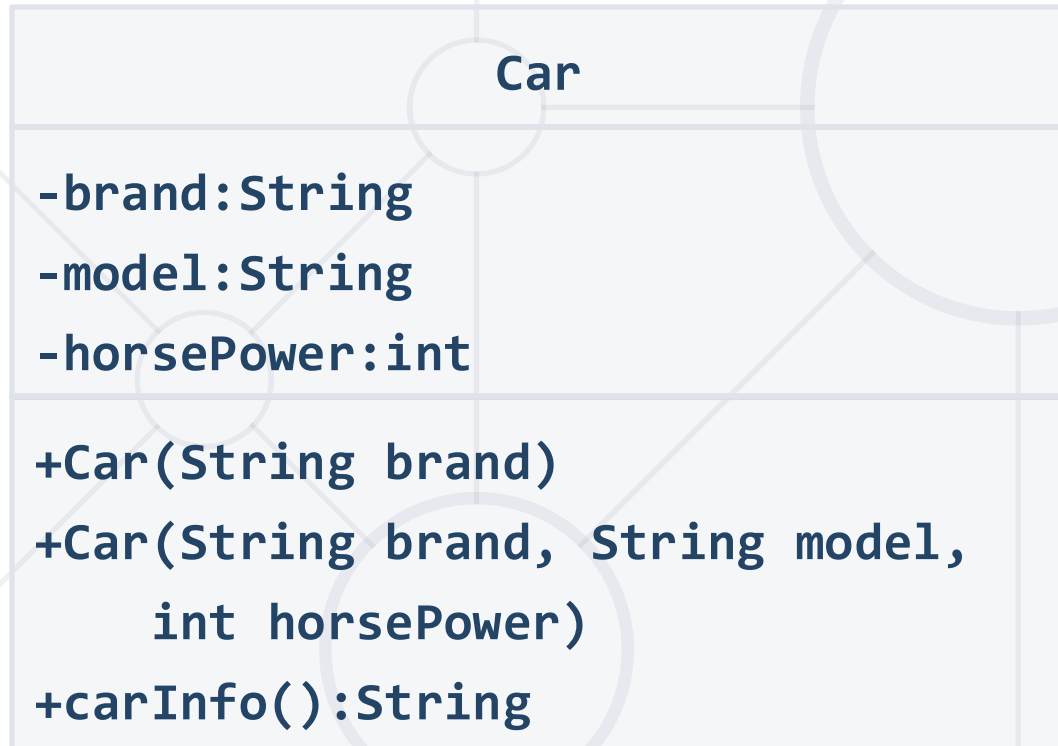 Car
-brand:String
-model:String
-horsePower:int
+Car(String brand)
+Car(String brand, String model,
int horsePower)
+carInfo():String